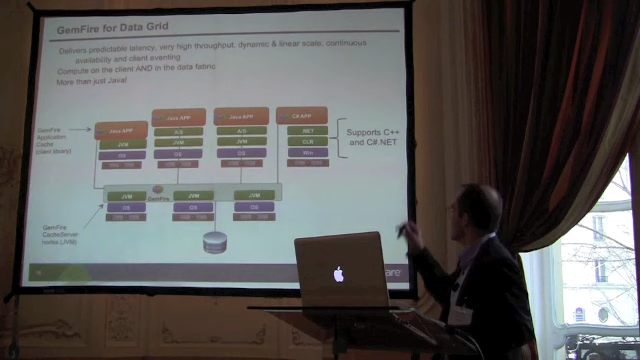 GemFire for Data Grid
Delivers predictable latency, very high throughput, dynamic & linear scale, continuous
availability and client eventing
Compute on the client AND in the data fabric
More than just Java!
GemFire
Application
Cache
(client library)
Java APP
Java APP
Java APP
C# APP
JVM
A/S
A/S
.NET
OS
JVM
JVM
CLR
OS
OS
Win
Supports C++
and C#.NET
GemFire
JVM
JVM
JVM
OS
OS
OS
GemFire
CacheServer
nodes (JVM)